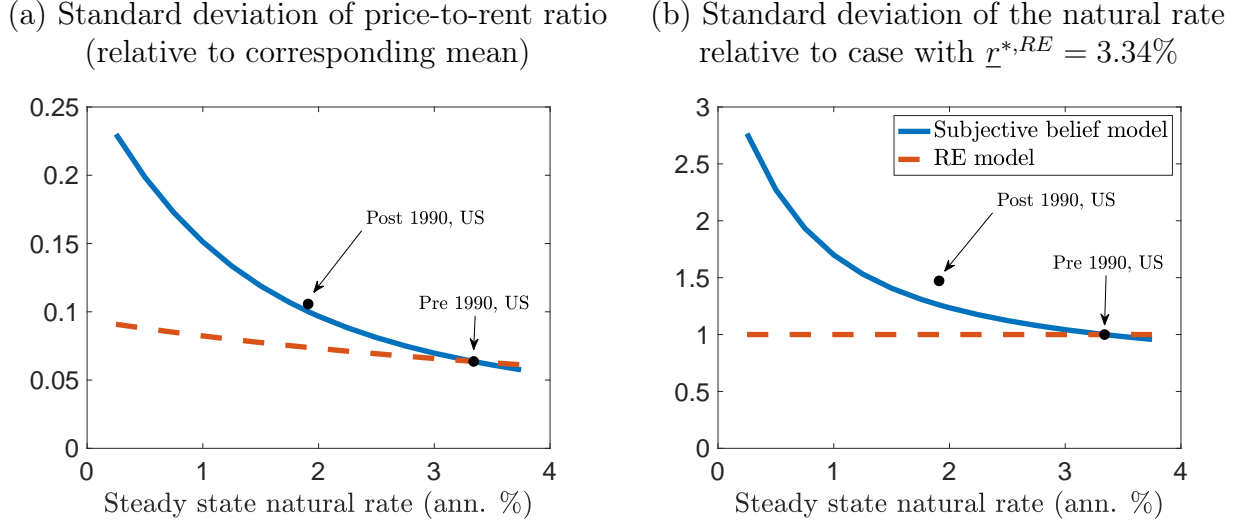 (a) Standard deviation of price-to-rent ratio
(relative to corresponding mean)
0.25
0.2
0.15
0.1
0.05
0
Post 1990, US
Pre 1990, US
0 1 2 3 4
Steady state natural rate (ann. %)
(b) Standard deviation of the natural rate
relative to case with r*,RE = 3.34%
3
2.5
2
1.5
1
0.5
0
Subjective belief model
RE model
Post 1990, US
Pre 1990, US
0 1 2 3 4
Steady state natural rate (ann. %)